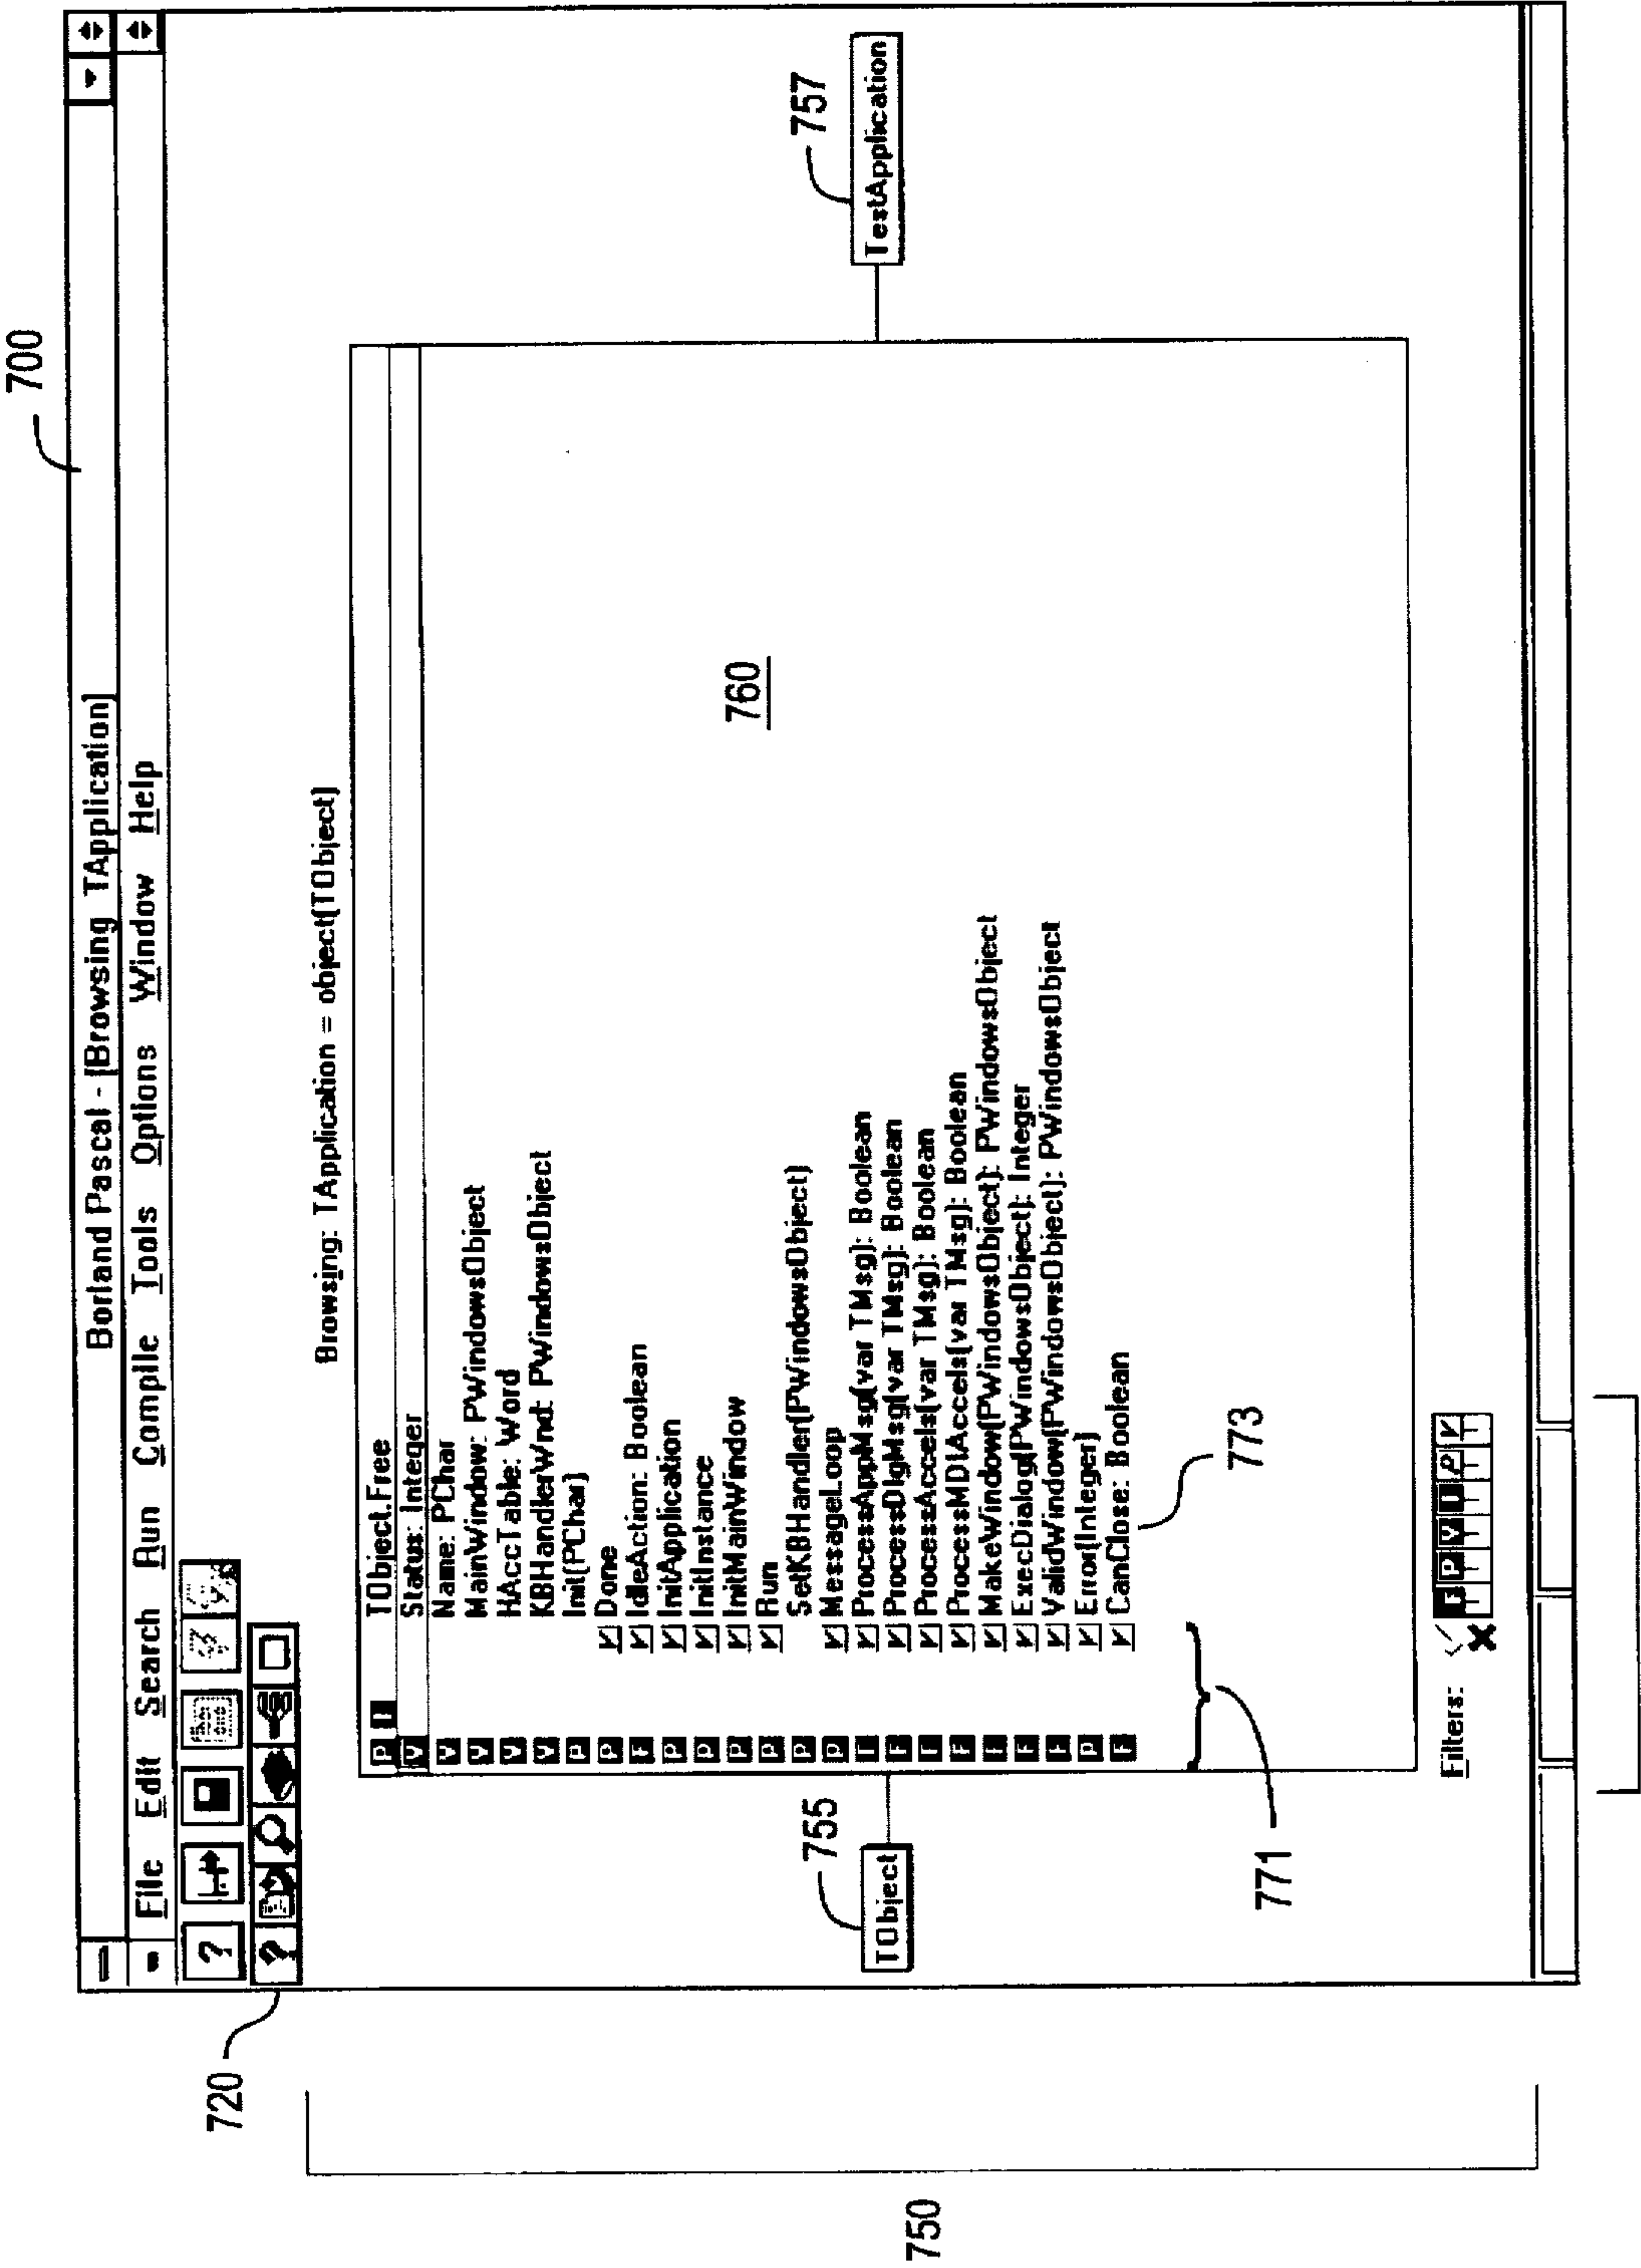 700
Borland Pascal - [Browsing TApplication]
File Edit Search Run Compile Tools Options Window Help
720
? 
?
Browsing: TApplication = object(TObject)
P I TObject.Free
V Status: Integer
V Name: PChar
V MainWindow: PWindowsObject
V HAccTable: Word
V KBHandlerWnd: PWindowsObject
P Init(PChar)
P V Done
F V IdleAction: Boolean
P V InitApplication
P V InitInstance
P V InitMainWindow
P V Run
P SetKBHandler(PWindowsObject)
P V MessageLoop
F V ProcessAppMsg(var TMsg): Boolean
F V ProcessDlgMsg(var TMsg): Boolean
F V ProcessAccels(var TMsg): Boolean
F V ProcessMDIAccels(var TMsg): Boolean
F V MakeWindow(PWindowsObject): PWindowsObject
F V ExecDialog(PWindowsObject): Integer
F V ValidWindow(PWindowsObject): PWindowsObject
P V Error(Integer)
F V CanClose: Boolean
750
755
TObject
760
757
TestApplication
771
773
Filters: F P V I P V